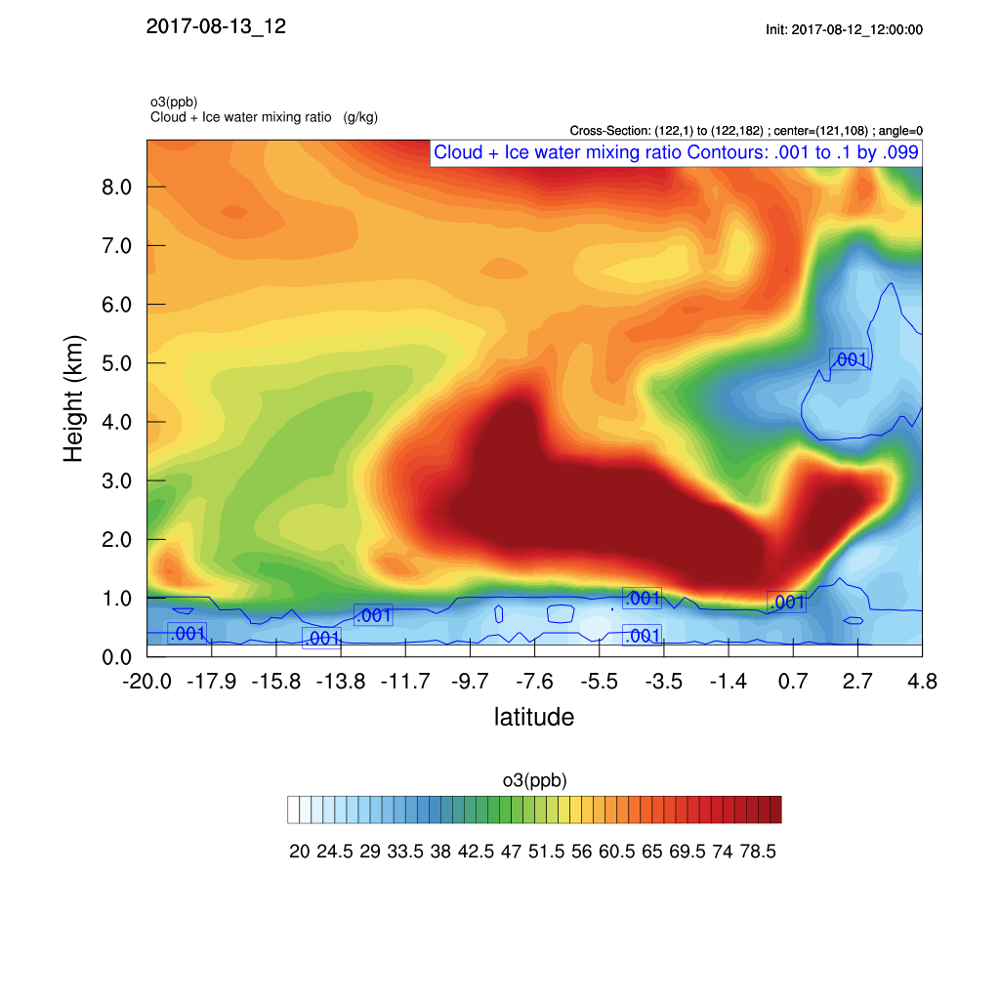 2017-08-13_12
Init: 2017-08-12_12:00:00
o3(ppb)
Cloud + Ice water mixing ratio (g/kg)
Cross-Section: (122,1) to (122,182) ; center=(121,108) ; angle=0
Cloud + Ice water mixing ratio Contours: .001 to .1 by .099
8.0
7.0
6.0
5.0
4.0
3.0
2.0
1.0
0.0
Height (km)
.001
.001
.001
.001
.001
.001
.001
-20.0 -17.9 -15.8 -13.8 -11.7 -9.7 -7.6 -5.5 -3.5 -1.4 0.7 2.7 4.8
latitude
o3(ppb)
20 24.5 29 33.5 38 42.5 47 51.5 56 60.5 65 69.5 74 78.5